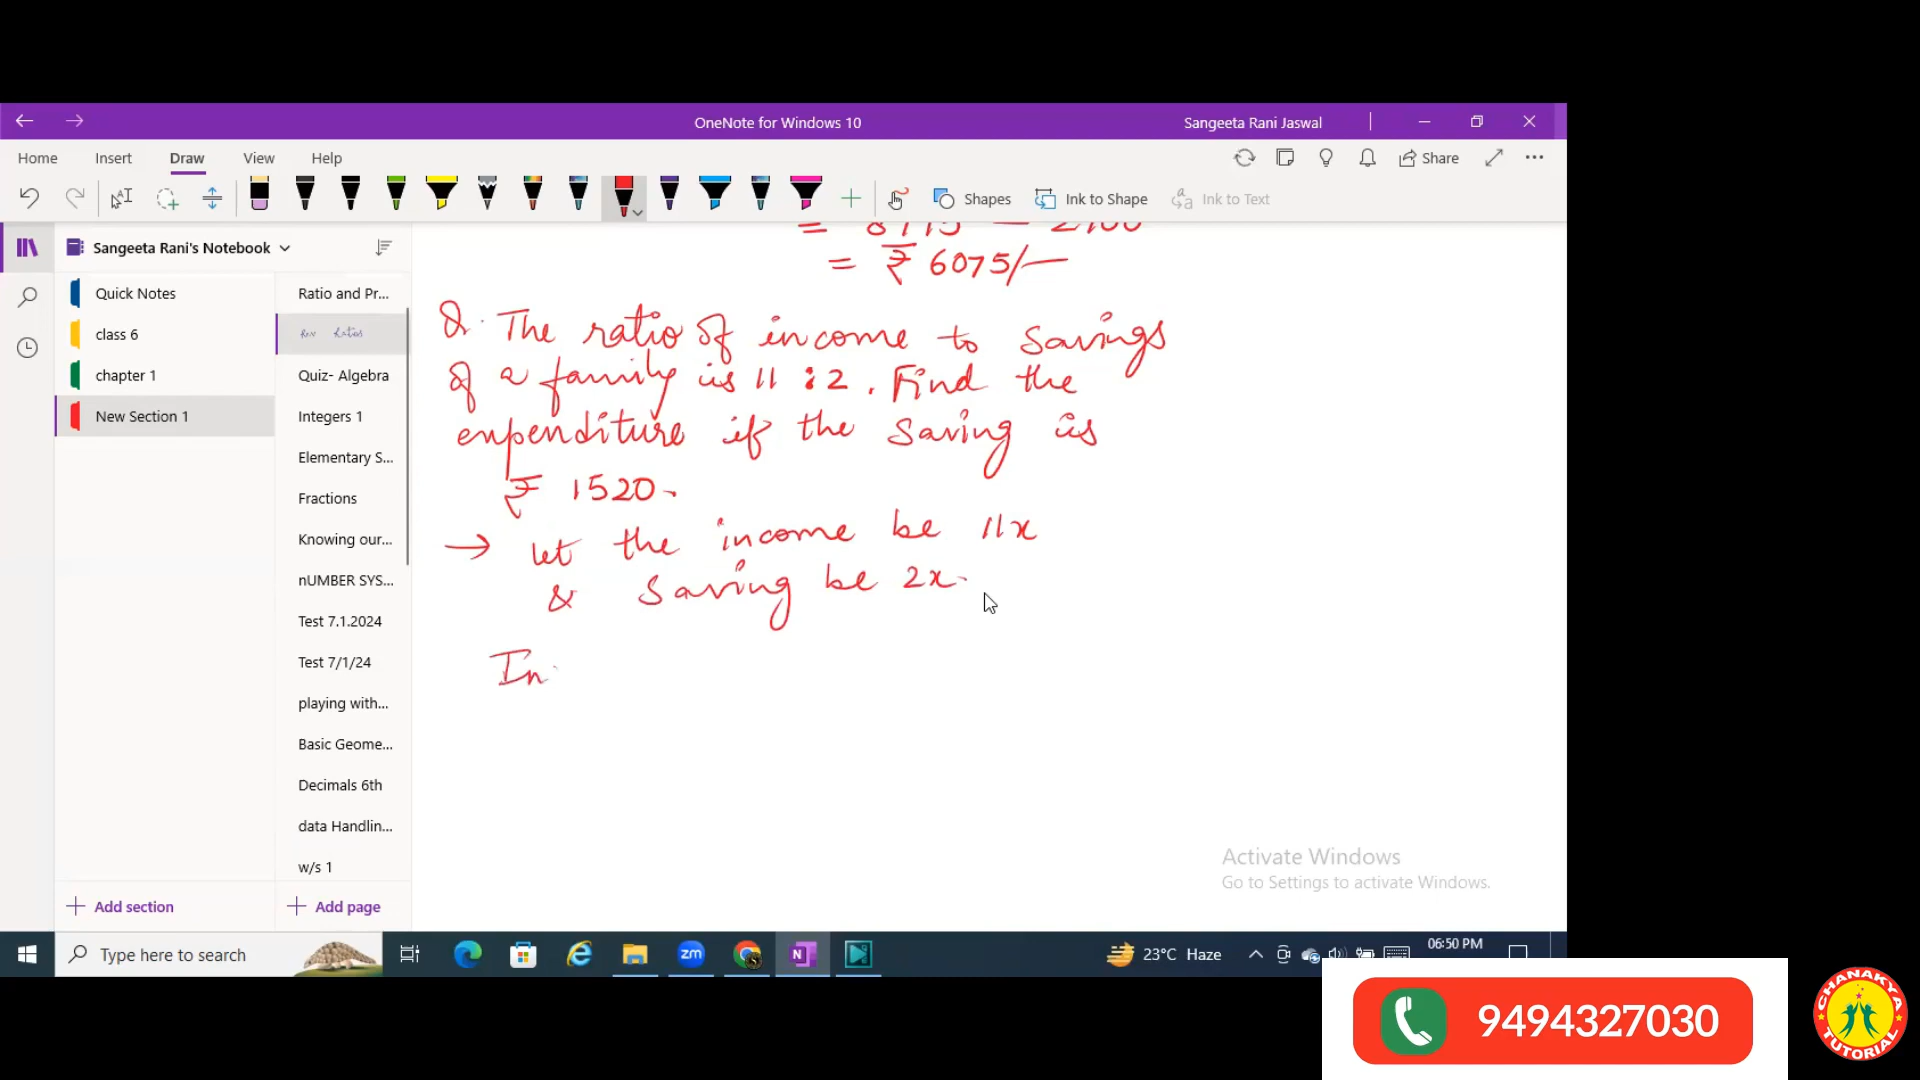 OneNote for Windows 10
Sangeeta Rani Jaswal
Home Insert Draw View Help
Share
Shapes Ink to Shape Ink to Text
Sangeeta Rani's Notebook
Quick Notes
class 6
chapter 1
New Section 1
Add section
Ratio and Pr...
Quiz- Algebra
Integers 1
Elementary S...
Fractions
Knowing our...
nUMBER SYS...
Test 7.1.2024
Test 7/1/24
playing with...
Basic Geome...
Decimals 6th
data Handlin...
w/s 1
Add page
= ₹ 6075/—
Q. The ratio of income to savings
of a family is 11 : 2. Find the
expenditure if the saving is
₹ 1520.
→ let the income be 11x
& saving be 2x.
In
Activate Windows
Go to Settings to activate Windows.
Type here to search
zm
N
23°C Haze
06:50 PM
9494327030
CHANAKYA
TUTORIAL